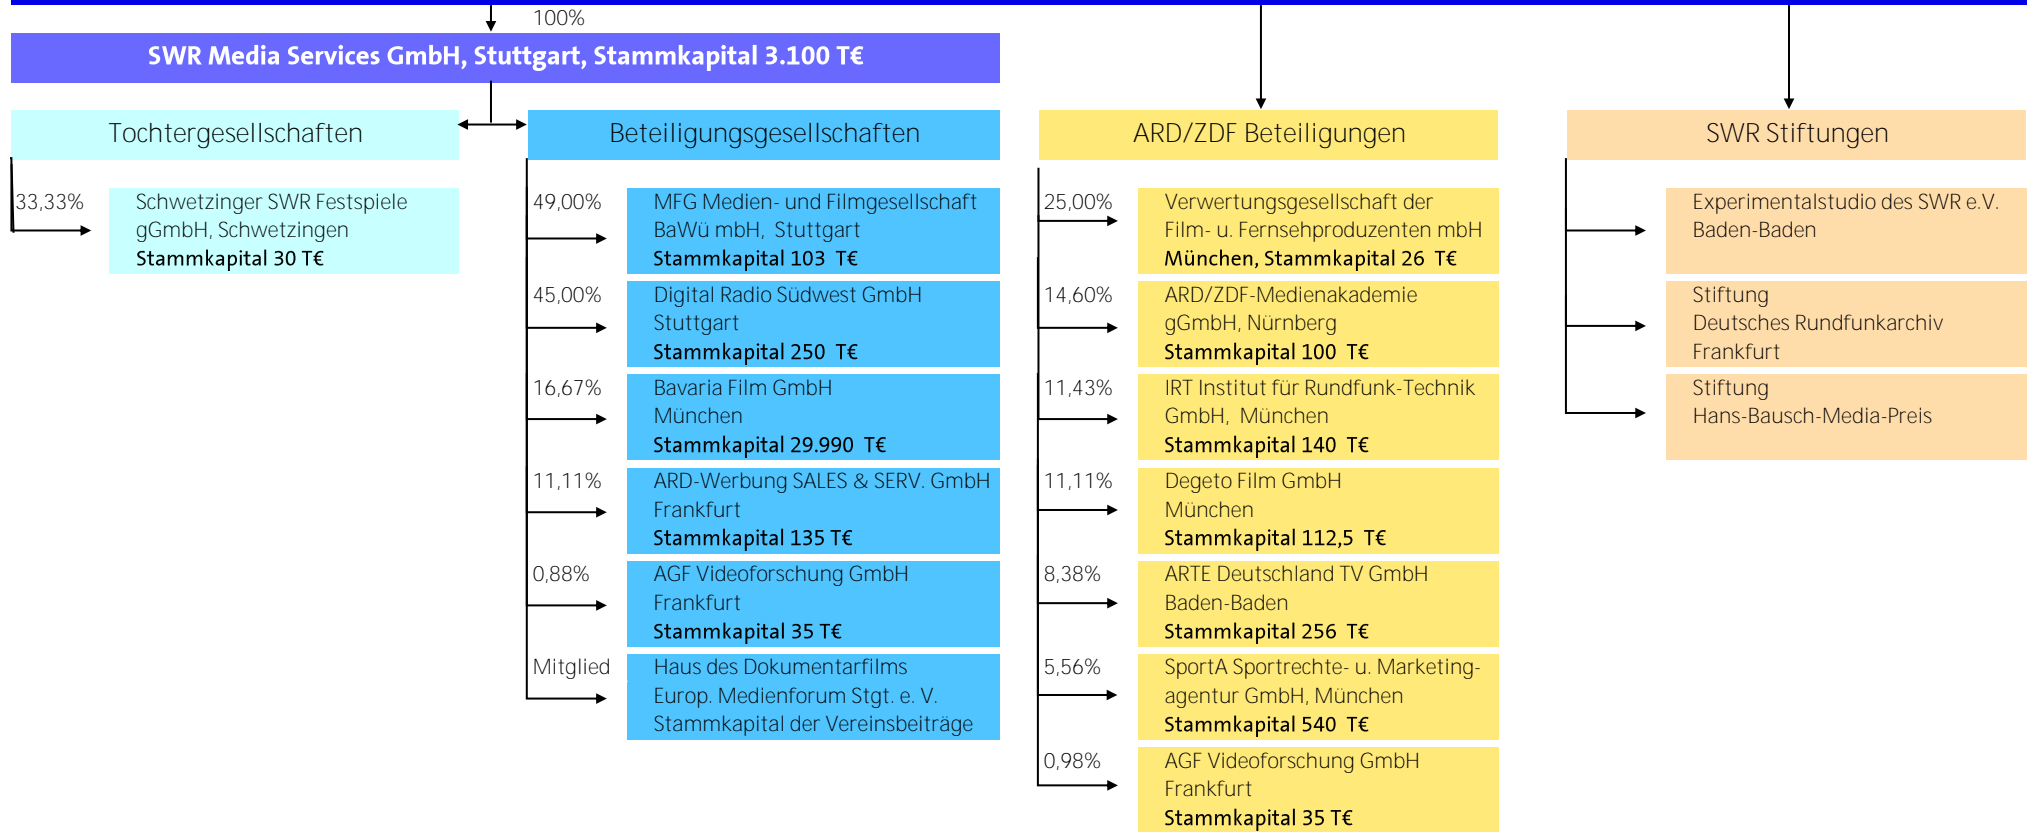 100%
SWR Media Services GmbH, Stuttgart, Stammkapital 3.100 T€
Tochtergesellschaften
33,33%
Schwetzinger SWR Festspiele
gGmbH, Schwetzingen
Stammkapital 30 T€
Beteiligungsgesellschaften
49,00%
MFG Medien- und Filmgesellschaft
BaWü mbH, Stuttgart
Stammkapital 103 T€
45,00%
Digital Radio Südwest GmbH
Stuttgart
Stammkapital 250 T€
16,67%
Bavaria Film GmbH
München
Stammkapital 29.990 T€
11,11%
ARD-Werbung SALES & SERV. GmbH
Frankfurt
Stammkapital 135 T€
0,88%
AGF Videoforschung GmbH
Frankfurt
Stammkapital 35 T€
Mitglied
Haus des Dokumentarfilms
Europ. Medienforum Stgt. e. V.
Stammkapital der Vereinsbeiträge
ARD/ZDF Beteiligungen
25,00%
Verwertungsgesellschaft der
Film- u. Fernsehproduzenten mbH
München, Stammkapital 26 T€
14,60%
ARD/ZDF-Medienakademie
gGmbH, Nürnberg
Stammkapital 100 T€
11,43%
IRT Institut für Rundfunk-Technik
GmbH, München
Stammkapital 140 T€
11,11%
Degeto Film GmbH
München
Stammkapital 112,5 T€
8,38%
ARTE Deutschland TV GmbH
Baden-Baden
Stammkapital 256 T€
5,56%
SportA Sportrechte- u. Marketing-
agentur GmbH, München
Stammkapital 540 T€
0,98%
AGF Videoforschung GmbH
Frankfurt
Stammkapital 35 T€
SWR Stiftungen
Experimentalstudio des SWR e.V.
Baden-Baden
Stiftung
Deutsches Rundfunkarchiv
Frankfurt
Stiftung
Hans-Bausch-Media-Preis